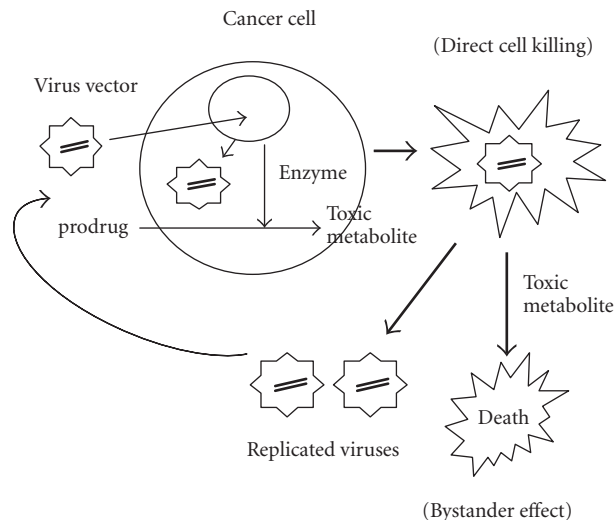 Cancer cell
(Direct cell killing)
Virus vector
Enzyme
prodrug
Toxic
metabolite
Toxic
metabolite
Death
Replicated viruses
(Bystander effect)